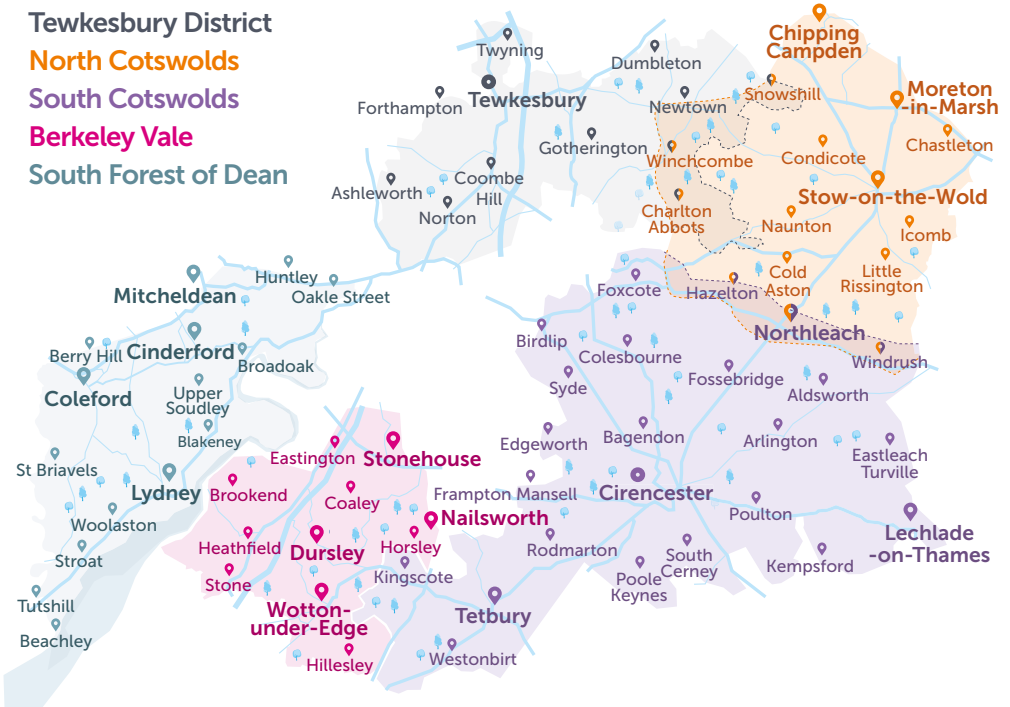 Tewkesbury District
North Cotswolds
South Cotswolds
Berkeley Vale
South Forest of Dean
Twyning
Dumbleton
Chipping
Campden
Forthampton
Tewkesbury
Newtown
Snowshill
Moreton
-in-Marsh
Gotherington
Winchcombe
Condicote
Chastleton
Ashleworth
Coombe
Hill
Norton
Charlton
Abbots
Stow-on-the-Wold
Naunton
Icomb
Huntley
Oakle Street
Mitcheldean
Foxcote
Hazelton
Cold
Aston
Little
Rissington
Birdlip
Colesbourne
Northleach
Windrush
Berry Hill
Cinderford
Broadoak
Coleford
Upper
Soudley
Blakeney
Syde
Fossebridge
Aldsworth
Edgeworth
Bagendon
Arlington
Eastleach
Turville
St Briavels
Lydney
Woolaston
Stroat
Tutshill
Beachley
Eastington
Stonehouse
Brookend
Coaley
Nailsworth
Heathfield
Dursley
Horsley
Stone
Kingscote
Wotton-
under-Edge
Hillesley
Frampton Mansell
Cirencester
Poulton
Lechlade
-on-Thames
Rodmarton
South
Cerney
Poole
Keynes
Kempsford
Tetbury
Westonbirt